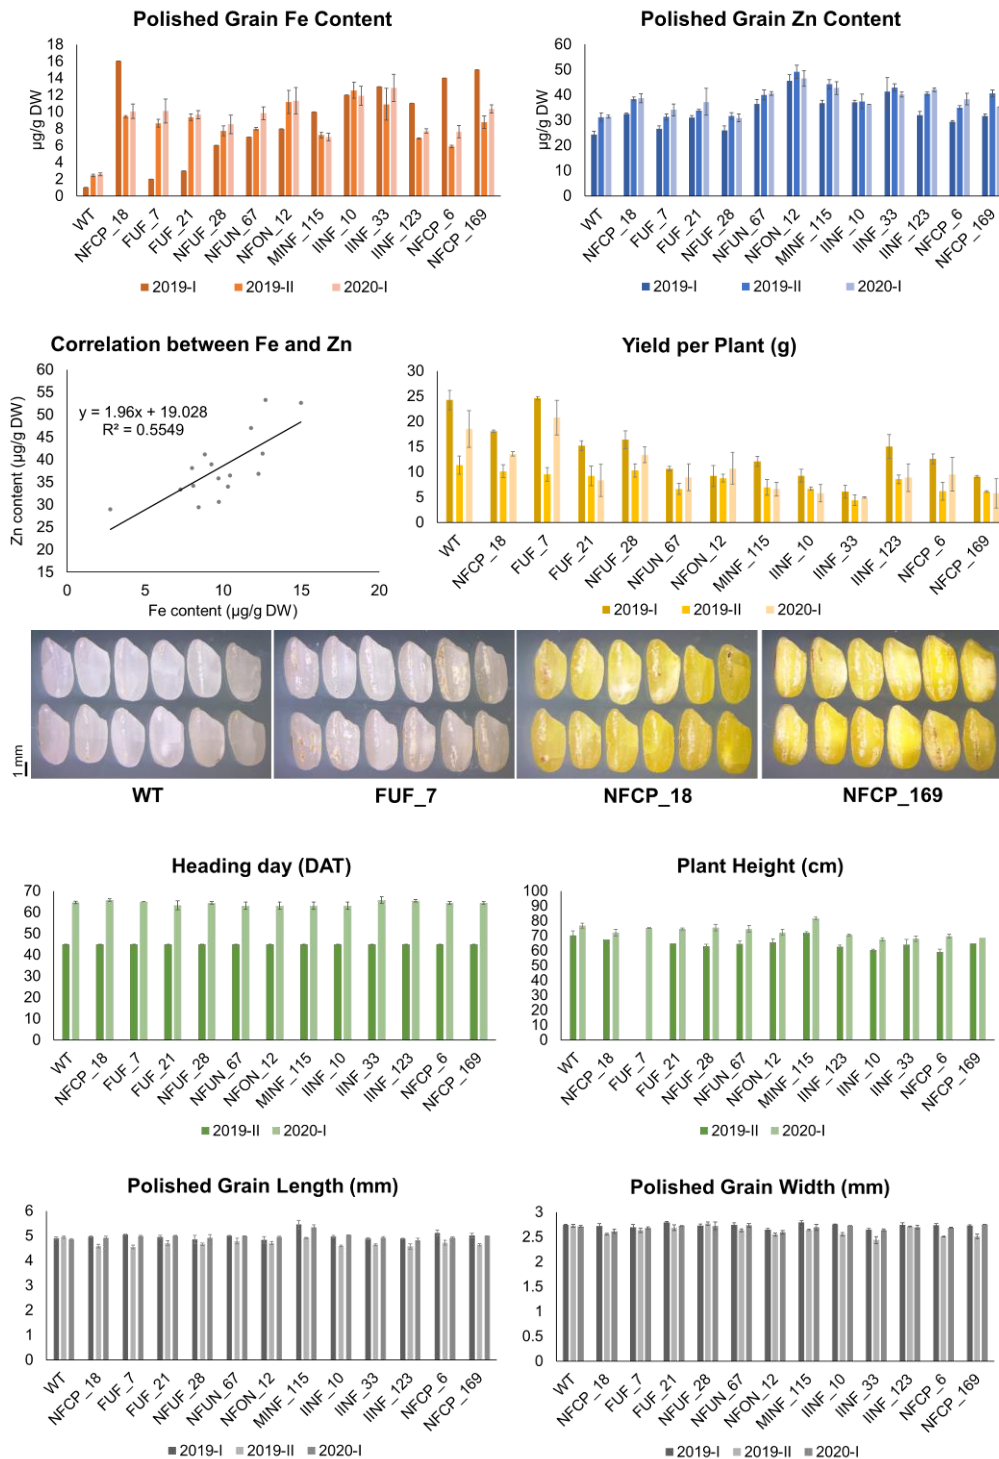 Polished Grain Fe Content
µg/g DW
18
16
14
12
10
8
6
4
2
0
WT
NFCP_18
FUF_7
FUF_21
NFUF_28
NFUN_67
NFON_12
MINF_115
IINF_10
IINF_33
IINF_123
NFCP_6
NFCP_169
2019-I 2019-II 2020-I
Polished Grain Zn Content
µg/g DW
60
50
40
30
20
10
0
WT
NFCP_18
FUF_7
FUF_21
NFUF_28
NFUN_67
NFON_12
MINF_115
IINF_10
IINF_33
IINF_123
NFCP_6
NFCP_169
2019-I 2019-II 2020-I
Correlation between Fe and Zn
Zn content (µg/g DW)
60
55
50
45
40
35
30
25
20
15
y = 1.96x + 19.028
R² = 0.5549
0 5 10 15 20
Fe content (µg/g DW)
Yield per Plant (g)
30
25
20
15
10
5
0
WT
NFCP_18
FUF_7
FUF_21
NFUF_28
NFUN_67
NFON_12
MINF_115
IINF_10
IINF_33
IINF_123
NFCP_6
NFCP_169
2019-I 2019-II 2020-I
1 mm
WT FUF_7 NFCP_18 NFCP_169
Heading day (DAT)
70
60
50
40
30
20
10
0
WT
NFCP_18
FUF_7
FUF_21
NFUF_28
NFUN_67
NFON_12
MINF_115
IINF_10
IINF_33
IINF_123
NFCP_6
NFCP_169
2019-II 2020-I
Plant Height (cm)
100
90
80
70
60
50
40
30
20
10
0
WT
NFCP_18
FUF_7
FUF_21
NFUF_28
NFUN_67
NFON_12
MINF_115
IINF_123
IINF_10
IINF_33
NFCP_6
NFCP_169
2019-II 2020-I
Polished Grain Length (mm)
6
5
4
3
2
1
0
WT
NFCP_18
FUF_7
FUF_21
NFUF_28
NFUN_67
NFON_12
MINF_115
IINF_10
IINF_33
IINF_123
NFCP_6
NFCP_169
2019-I 2019-II 2020-I
Polished Grain Width (mm)
3
2.5
2
1.5
1
0.5
0
WT
NFCP_18
FUF_7
FUF_21
NFUF_28
NFUN_67
NFON_12
MINF_115
IINF_10
IINF_33
IINF_123
NFCP_6
NFCP_169
2019-I 2019-II 2020-I